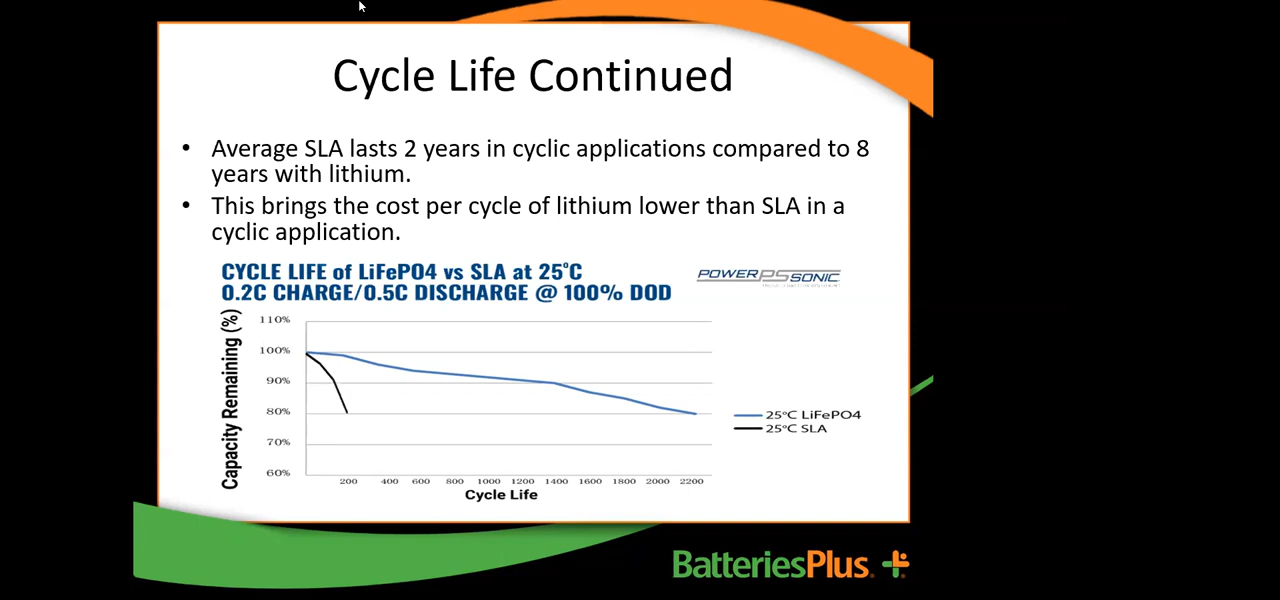 Cycle Life Continued
• Average SLA lasts 2 years in cyclic applications compared to 8
years with lithium.
• This brings the cost per cycle of lithium lower than SLA in a
cyclic application.
CYCLE LIFE of LiFePO4 vs SLA at 25°C
0.2C CHARGE/0.5C DISCHARGE @ 100% DOD
POWER PS SONIC
Capacity Remaining (%)
110%
100%
90%
80%
70%
60%
200 400 600 800 1000 1200 1400 1600 1800 2000 2200
Cycle Life
25°C LiFePO4
25°C SLA
BatteriesPlus